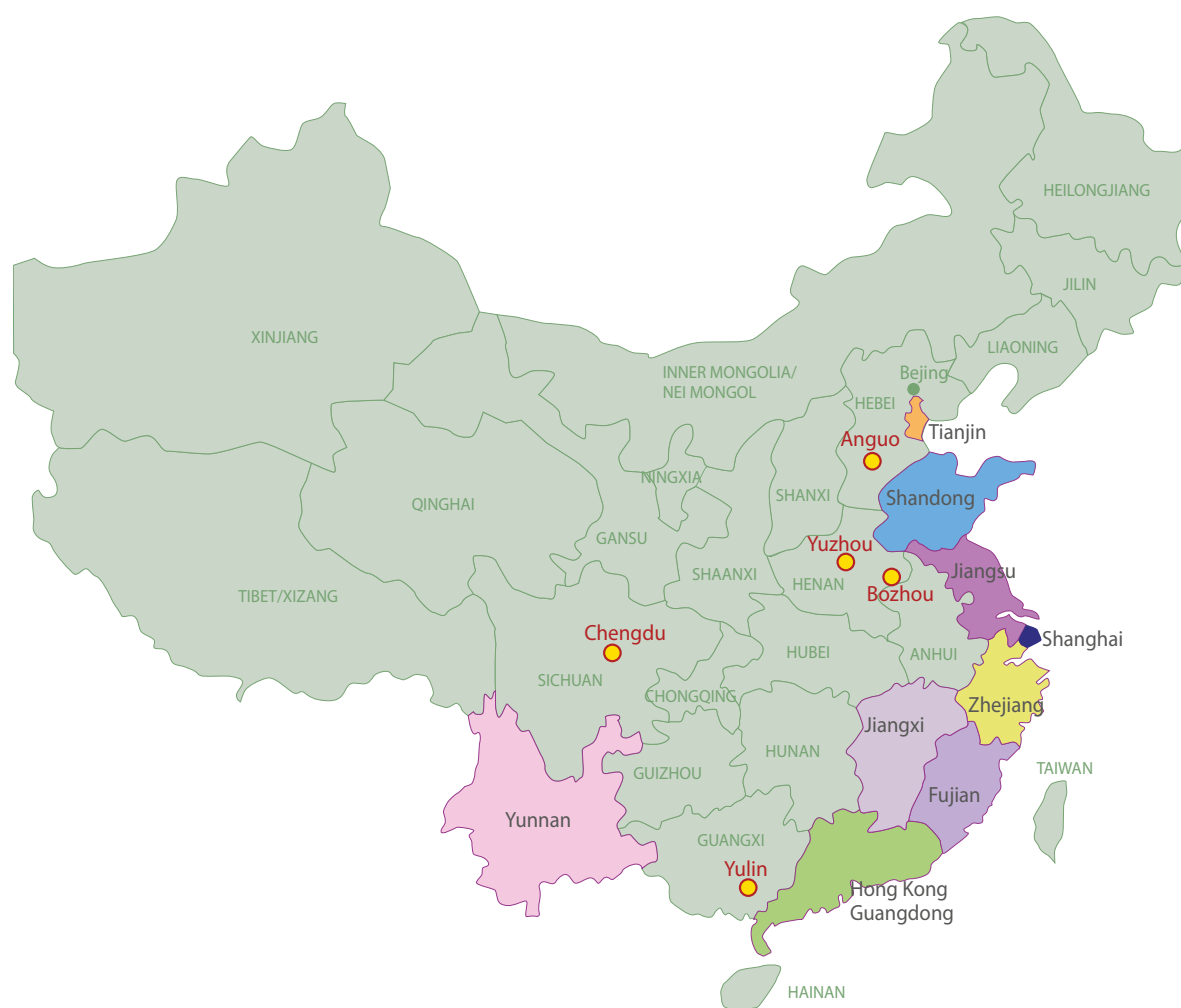 HEILONGJIANG
JILIN
XINJIANG
LIAONING
INNER MONGOLIA/
NEI MONGOL
Bejing
HEBEI
Tianjin
Anguo
NINGXIA
SHANXI
Shandong
QINGHAI
GANSU
Yuzhou
SHAANXI
HENAN
Jiangsu
Bozhou
TIBET/XIZANG
Chengdu
Shanghai
HUBEI
ANHUI
SICHUAN
CHONGQING
Zhejiang
Jiangxi
HUNAN
GUIZHOU
TAIWAN
Fujian
Yunnan
GUANGXI
Yulin
Hong Kong
Guangdong
HAINAN